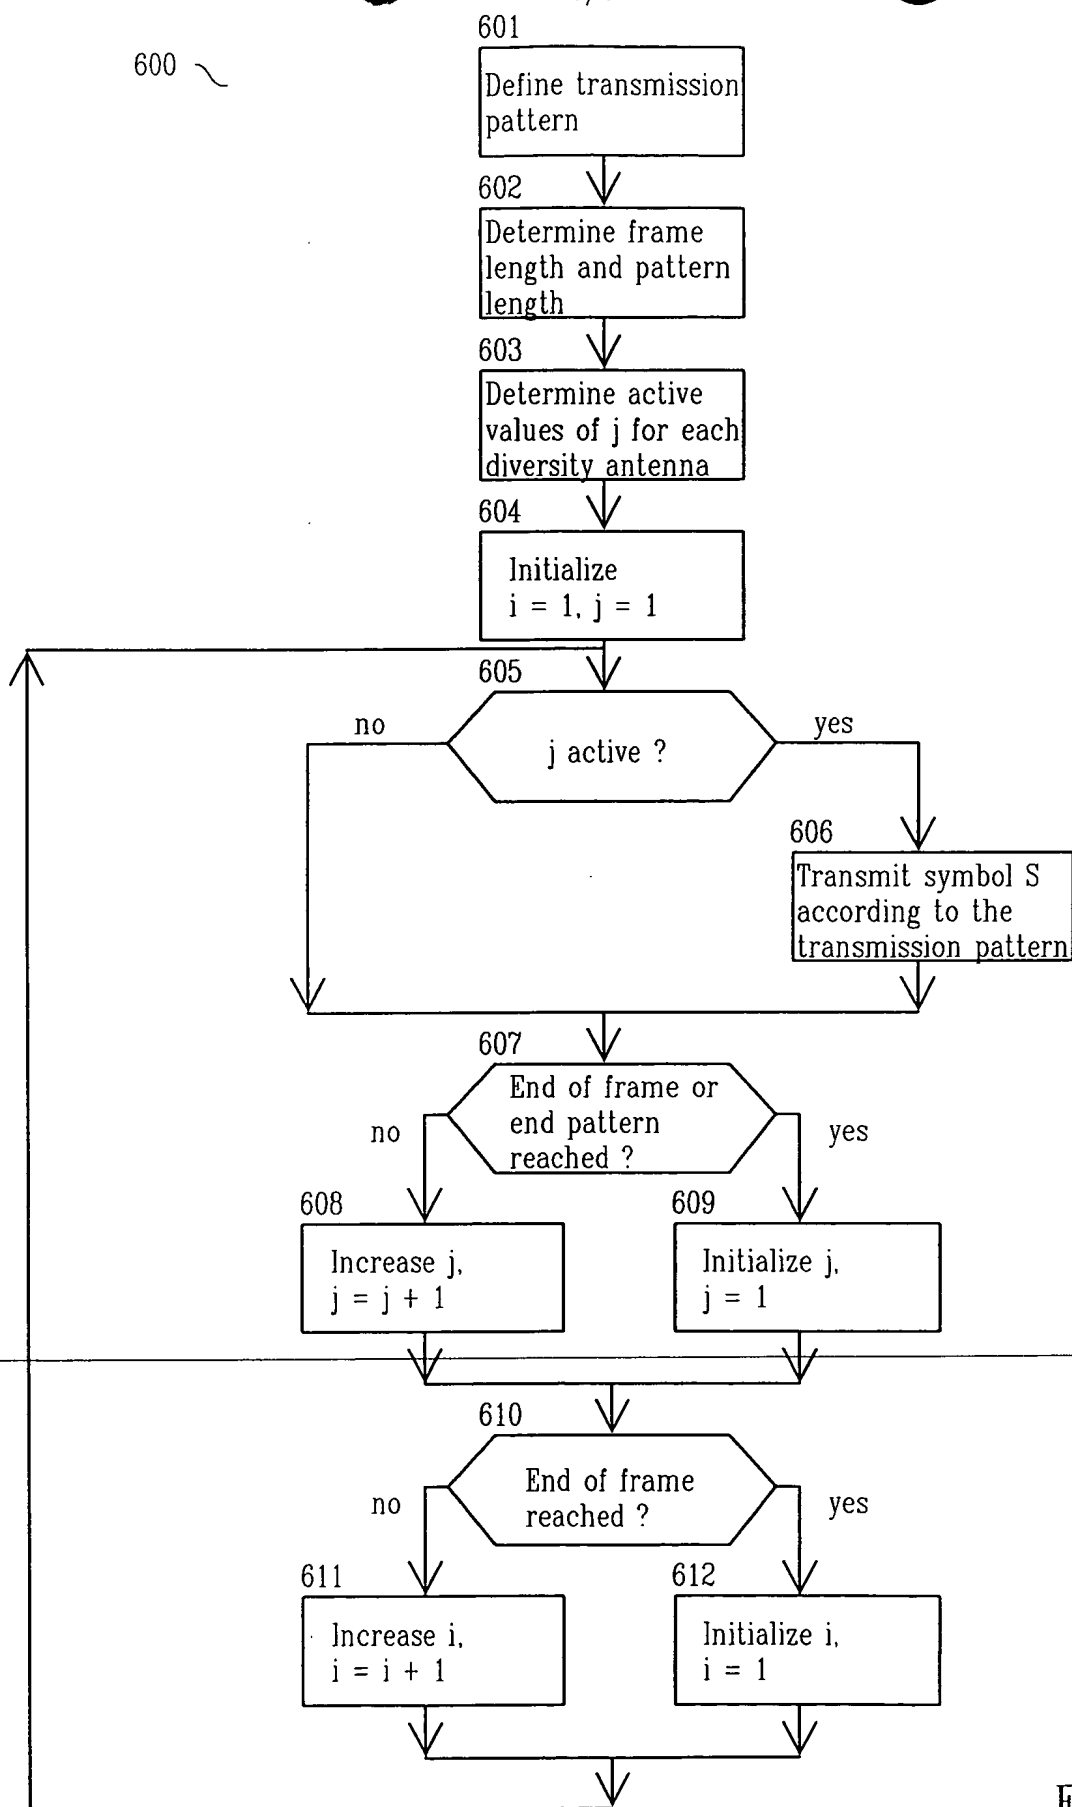 600
601
Define transmission
pattern
602
Determine frame
length and pattern
length
603
Determine active
values of j for each
diversity antenna
604
Initialize
i = 1, j = 1
605
j active ?
no
yes
606
Transmit symbol S
according to the
transmission pattern
607
End of frame or
end pattern
reached ?
no
yes
608
Increase j,
j = j + 1
609
Initialize j,
j = 1
610
End of frame
reached ?
no
yes
611
Increase i,
i = i + 1
612
Initialize i,
i = 1